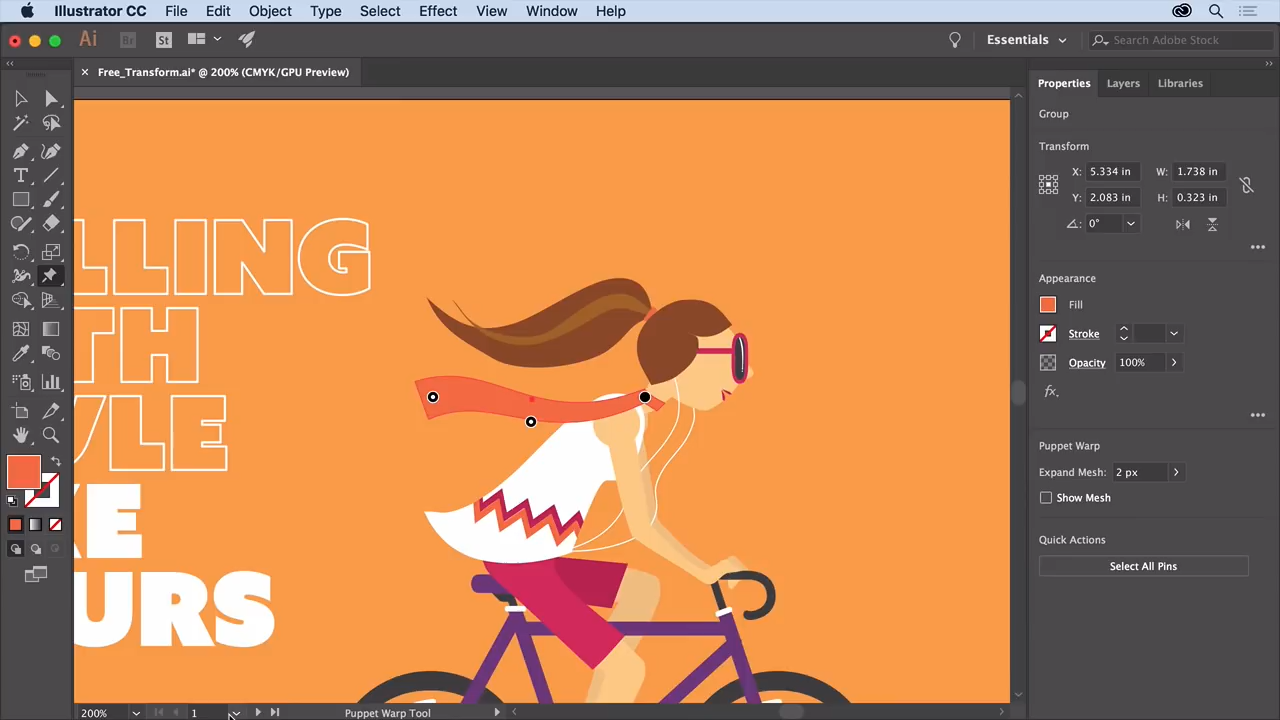 Illustrator CC File Edit Object Type Select Effect View Window Help
Ai Br St Essentials Search Adobe Stock
× Free_Transform.ai* @ 200% (CMYK/GPU Preview)
Properties Layers Libraries
Group
Transform
X: 5.334 in W: 1.738 in
Y: 2.083 in H: 0.323 in
0°
Appearance
Fill
Stroke
Opacity 100%
fx.
Puppet Warp
Expand Mesh: 2 px
Show Mesh
Quick Actions
Select All Pins
LLING
TH
YLE
KE
URS
200% 1 Puppet Warp Tool